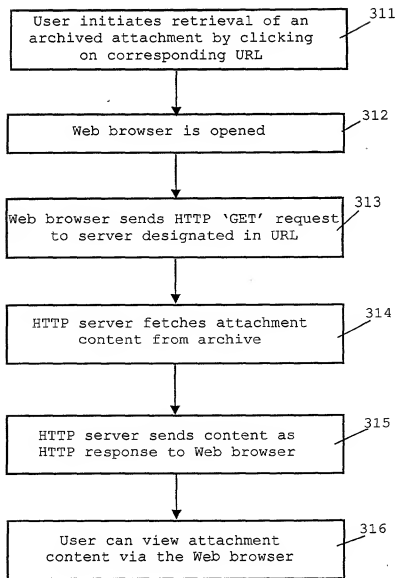 User initiates retrieval of an
archived attachment by clicking
on corresponding URL
311
Web browser is opened
312
Web browser sends HTTP 'GET' request
to server designated in URL
313
HTTP server fetches attachment
content from archive
314
HTTP server sends content as
HTTP response to Web browser
315
User can view attachment
content via the Web browser
316